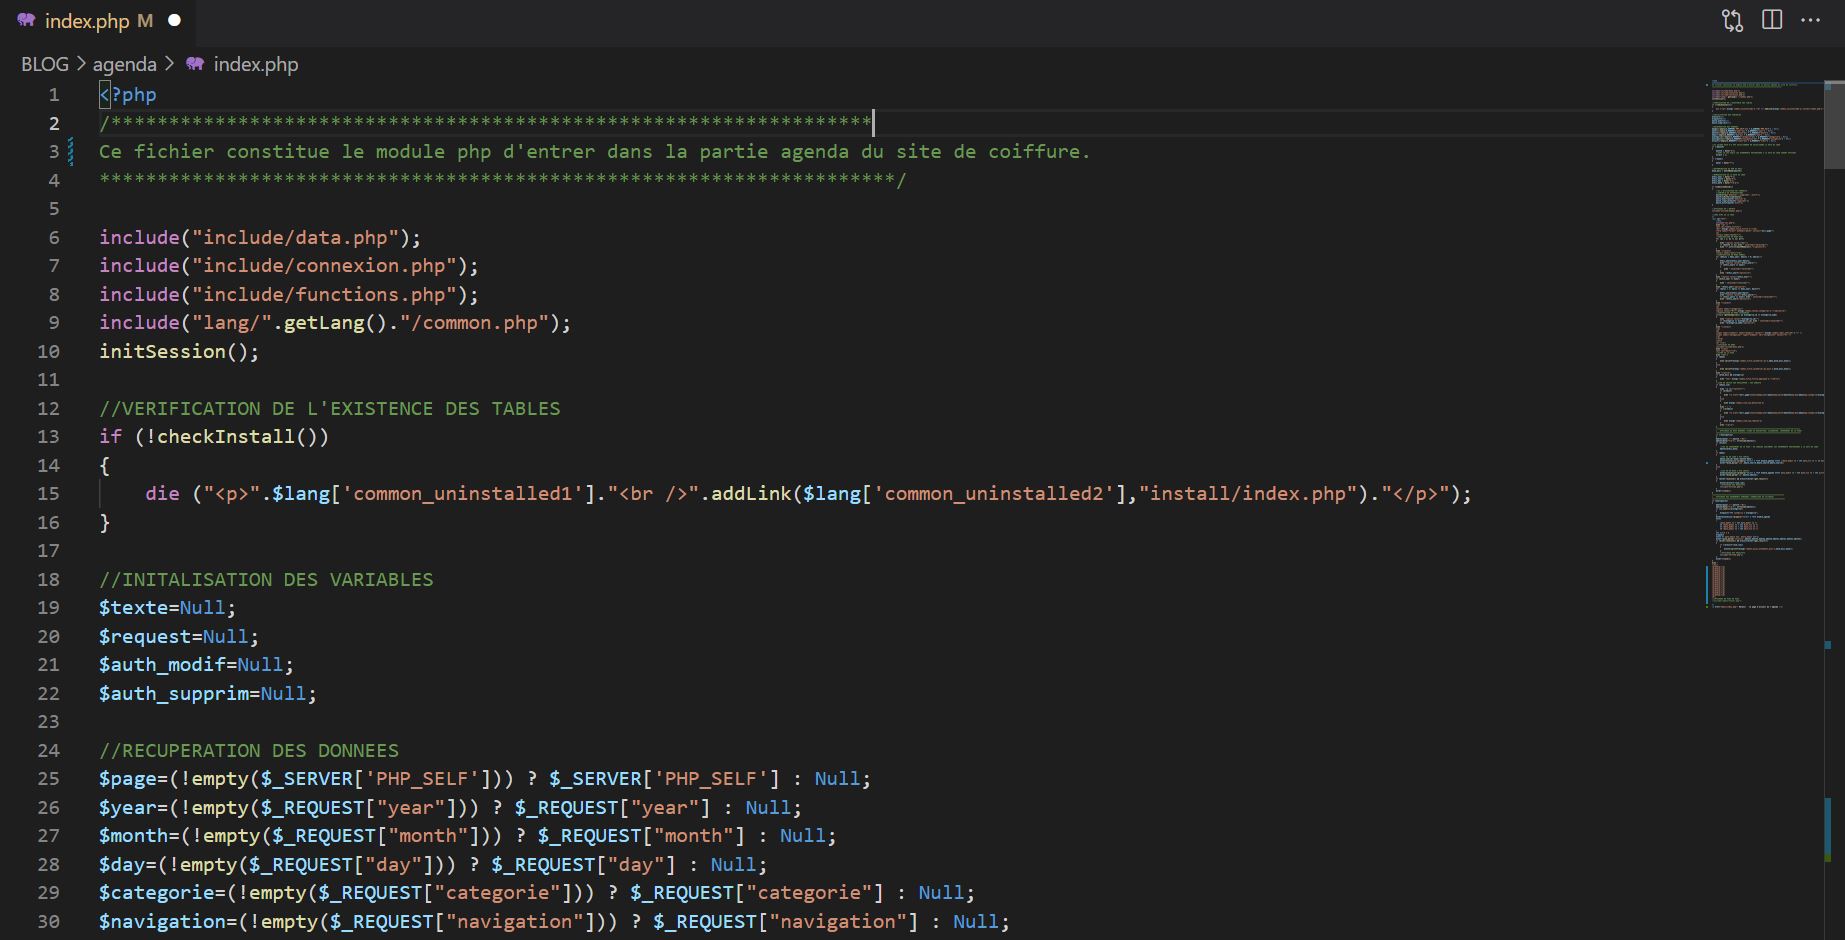 index.php M
BLOG > agenda > index.php
1 <?php
2 /******************************************************************
3 Ce fichier constitue le module php d'entrer dans la partie agenda du site de coiffure.
4 *********************************************************************/
5
6 include("include/data.php");
7 include("include/connexion.php");
8 include("include/functions.php");
9 include("lang/".getLang()."/common.php");
10 initSession();
11
12 //VERIFICATION DE L'EXISTENCE DES TABLES
13 if (!checkInstall())
14 {
15     die ("<p>".$lang['common_uninstalled1']."<br />".addLink($lang['common_uninstalled2'],"install/index.php")."</p>");
16 }
17
18 //INITALISATION DES VARIABLES
19 $texte=Null;
20 $request=Null;
21 $auth_modif=Null;
22 $auth_supprim=Null;
23
24 //RECUPERATION DES DONNEES
25 $page=(!empty($_SERVER['PHP_SELF'])) ? $_SERVER['PHP_SELF'] : Null;
26 $year=(!empty($_REQUEST["year"])) ? $_REQUEST["year"] : Null;
27 $month=(!empty($_REQUEST["month"])) ? $_REQUEST["month"] : Null;
28 $day=(!empty($_REQUEST["day"])) ? $_REQUEST["day"] : Null;
29 $categorie=(!empty($_REQUEST["categorie"])) ? $_REQUEST["categorie"] : Null;
30 $navigation=(!empty($_REQUEST["navigation"])) ? $_REQUEST["navigation"] : Null;